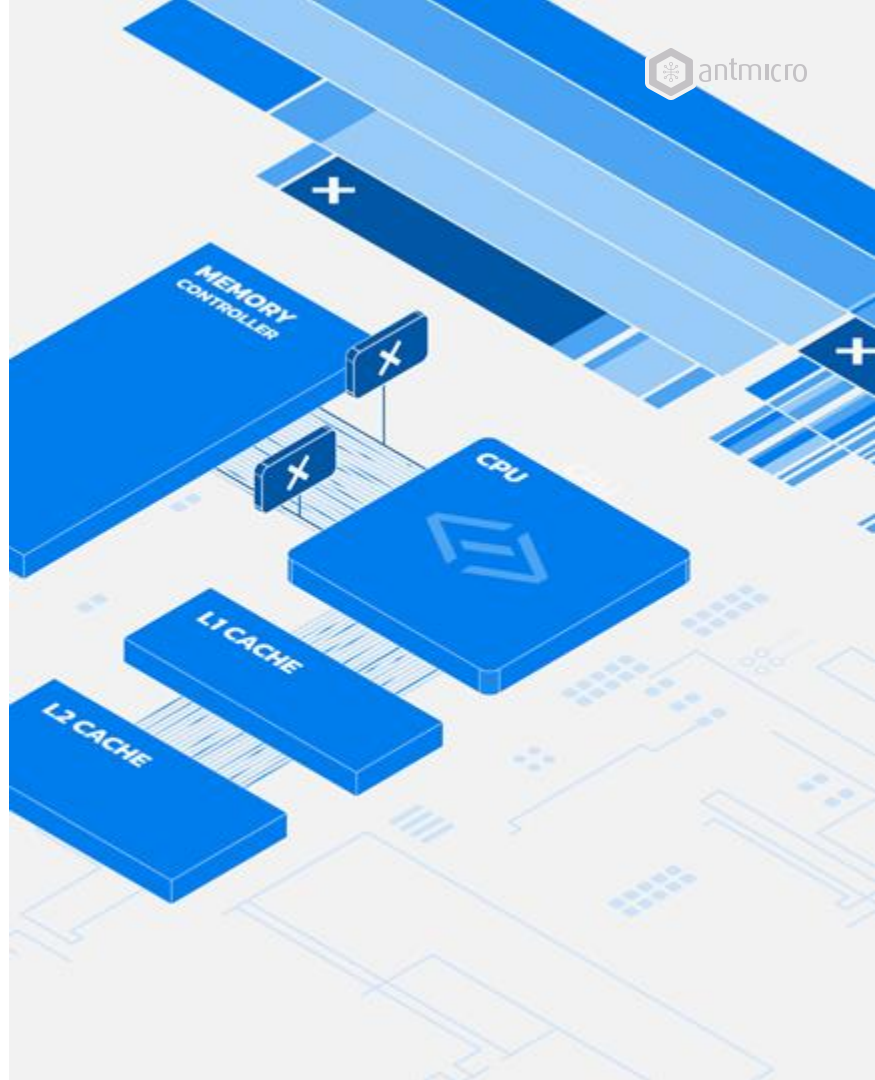 antmicro
MEMORY
CONTROLLER
CPU
L1 CACHE
L2 CACHE